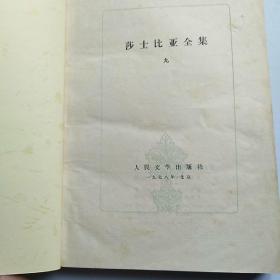 莎士比亚全集
九
人民文学出版社
一九七八年·北京